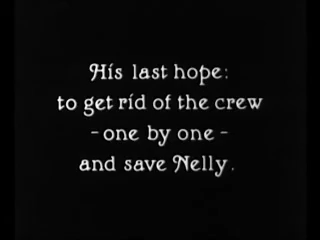 His last hope:
to get rid of the crew
- one by one -
and save Nelly.